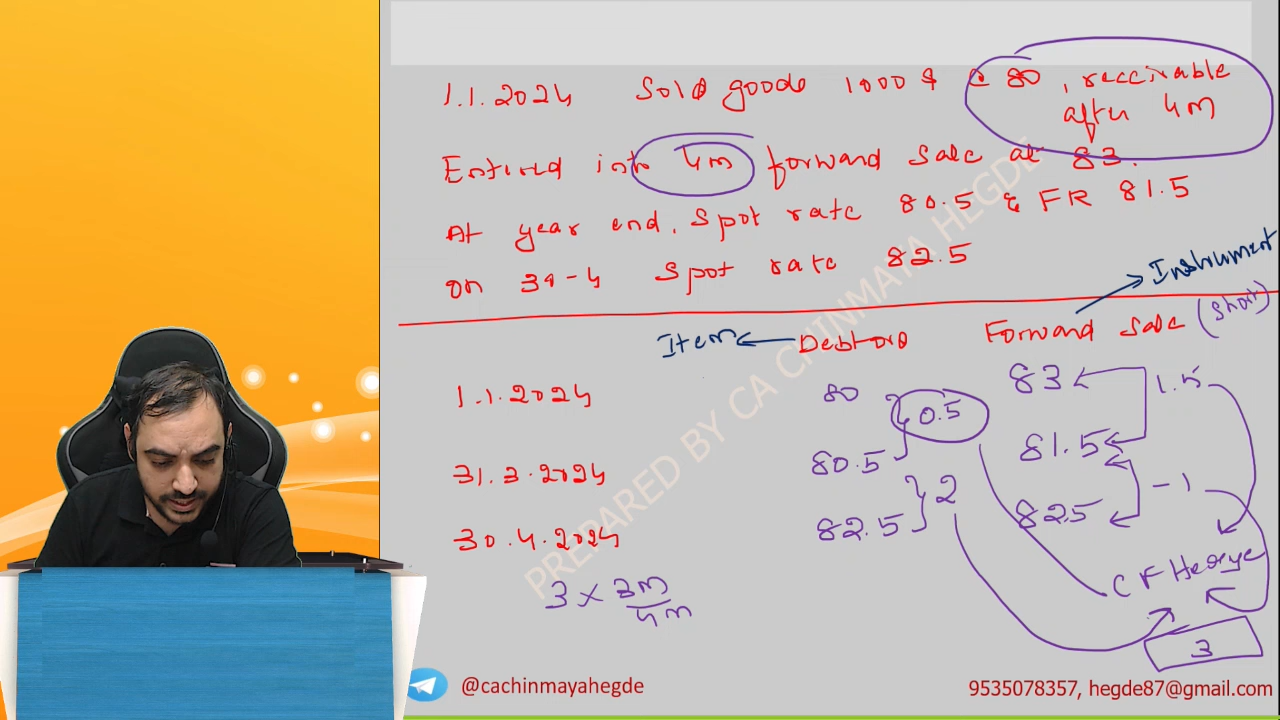 1.1.2024 Sold goods 1000 $ @ 80, receivable
after 4m
Entered into 4m forward sale at 83.
At year end, spot rate 80.5 & FR 81.5
on 30-4 spot rate 82.5
Instrument
Item ← Debtors Forward Sale (short)
1.1.2024 80 83 1.5
0.5
31.3.2024 80.5 81.5
2 -1
30.4.2024 82.5 82.5
CF Hedge
3 × 3m/4m
3
PREPARED BY CA CHINMAYA HEGDE
@cachinmayahegde
9535078357, hegde87@gmail.com